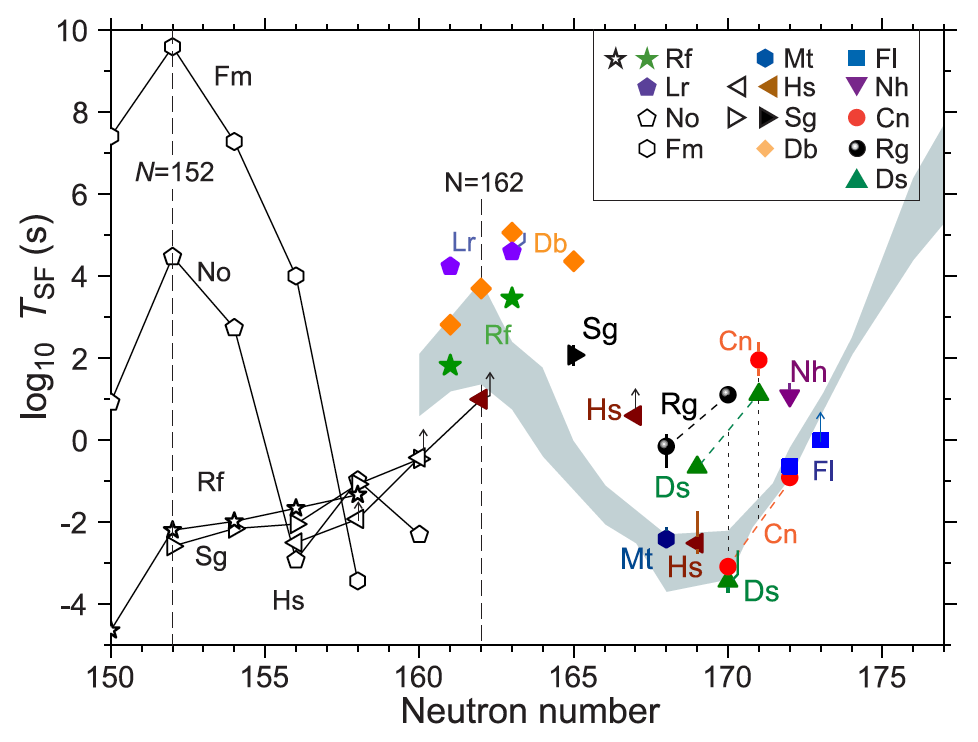 log10 TSF (s)
10
8
6
4
2
0
-2
-4
Rf
Lr
No
Fm
Mt
Hs
Sg
Db
Fl
Nh
Cn
Rg
Ds
Fm
N=152
N=162
No
Lr
Db
Rf
Sg
Cn
Nh
Hs
Rg
Rf
Ds
Fl
Sg
Cn
Mt
Hs
Hs
Ds
150 155 160 165 170 175
Neutron number